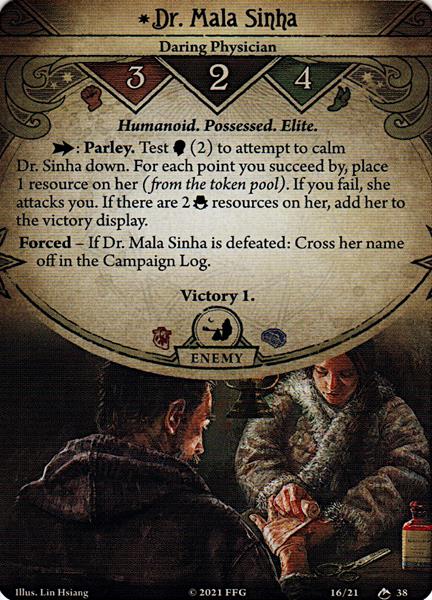 Dr. Mala Sinha
Daring Physician
3 2 4
Humanoid. Possessed. Elite.
: Parley. Test (2) to attempt to calm
Dr. Sinha down. For each point you succeed by, place
1 resource on her (from the token pool). If you fail, she
attacks you. If there are 2 resources on her, add her to
the victory display.
Forced – If Dr. Mala Sinha is defeated: Cross her name
off in the Campaign Log.
Victory 1.
ENEMY
Illus. Lin Hsiang © 2021 FFG 16/21 38